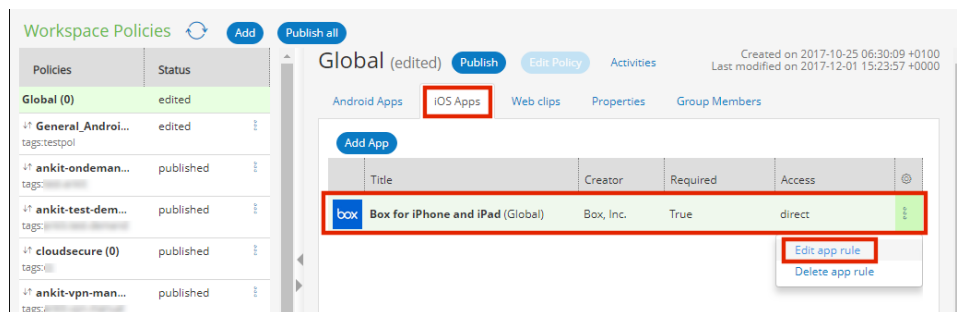 Workspace Policies Add Publish all
Policies Status
Global (0) edited
General_Androi... edited
tags:testpol
ankit-ondeman... published
tags:
ankit-test-dem... published
tags:
cloudsecure (0) published
tags:
ankit-vpn-man... published
tags:
Global (edited) Publish Edit Policy Activities
Created on 2017-10-25 06:30:09 +0100
Last modified on 2017-12-01 15:23:57 +0000
Android Apps iOS Apps Web clips Properties Group Members
Add App
Title Creator Required Access
box Box for iPhone and iPad (Global) Box, Inc. True direct
Edit app rule
Delete app rule